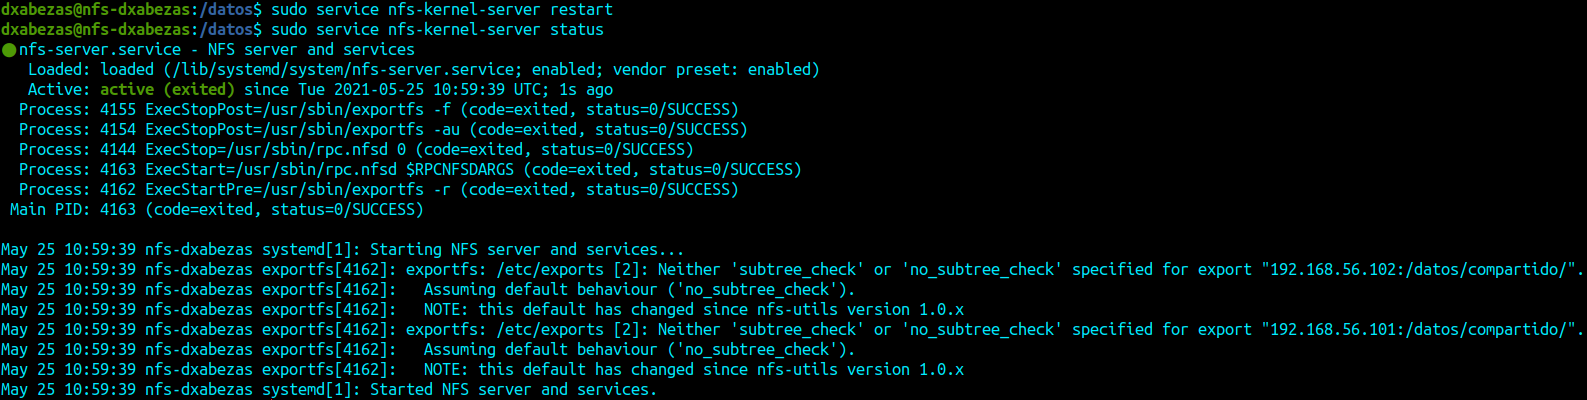 dxabezas@nfs-dxabezas:/datos$ sudo service nfs-kernel-server restart
dxabezas@nfs-dxabezas:/datos$ sudo service nfs-kernel-server status
● nfs-server.service - NFS server and services
   Loaded: loaded (/lib/systemd/system/nfs-server.service; enabled; vendor preset: enabled)
   Active: active (exited) since Tue 2021-05-25 10:59:39 UTC; 1s ago
  Process: 4155 ExecStopPost=/usr/sbin/exportfs -f (code=exited, status=0/SUCCESS)
  Process: 4154 ExecStopPost=/usr/sbin/exportfs -au (code=exited, status=0/SUCCESS)
  Process: 4144 ExecStop=/usr/sbin/rpc.nfsd 0 (code=exited, status=0/SUCCESS)
  Process: 4163 ExecStart=/usr/sbin/rpc.nfsd $RPCNFSDARGS (code=exited, status=0/SUCCESS)
  Process: 4162 ExecStartPre=/usr/sbin/exportfs -r (code=exited, status=0/SUCCESS)
 Main PID: 4163 (code=exited, status=0/SUCCESS)

May 25 10:59:39 nfs-dxabezas systemd[1]: Starting NFS server and services...
May 25 10:59:39 nfs-dxabezas exportfs[4162]: exportfs: /etc/exports [2]: Neither 'subtree_check' or 'no_subtree_check' specified for export "192.168.56.102:/datos/compartido/".
May 25 10:59:39 nfs-dxabezas exportfs[4162]:   Assuming default behaviour ('no_subtree_check').
May 25 10:59:39 nfs-dxabezas exportfs[4162]:   NOTE: this default has changed since nfs-utils version 1.0.x
May 25 10:59:39 nfs-dxabezas exportfs[4162]: exportfs: /etc/exports [2]: Neither 'subtree_check' or 'no_subtree_check' specified for export "192.168.56.101:/datos/compartido/".
May 25 10:59:39 nfs-dxabezas exportfs[4162]:   Assuming default behaviour ('no_subtree_check').
May 25 10:59:39 nfs-dxabezas exportfs[4162]:   NOTE: this default has changed since nfs-utils version 1.0.x
May 25 10:59:39 nfs-dxabezas systemd[1]: Started NFS server and services.